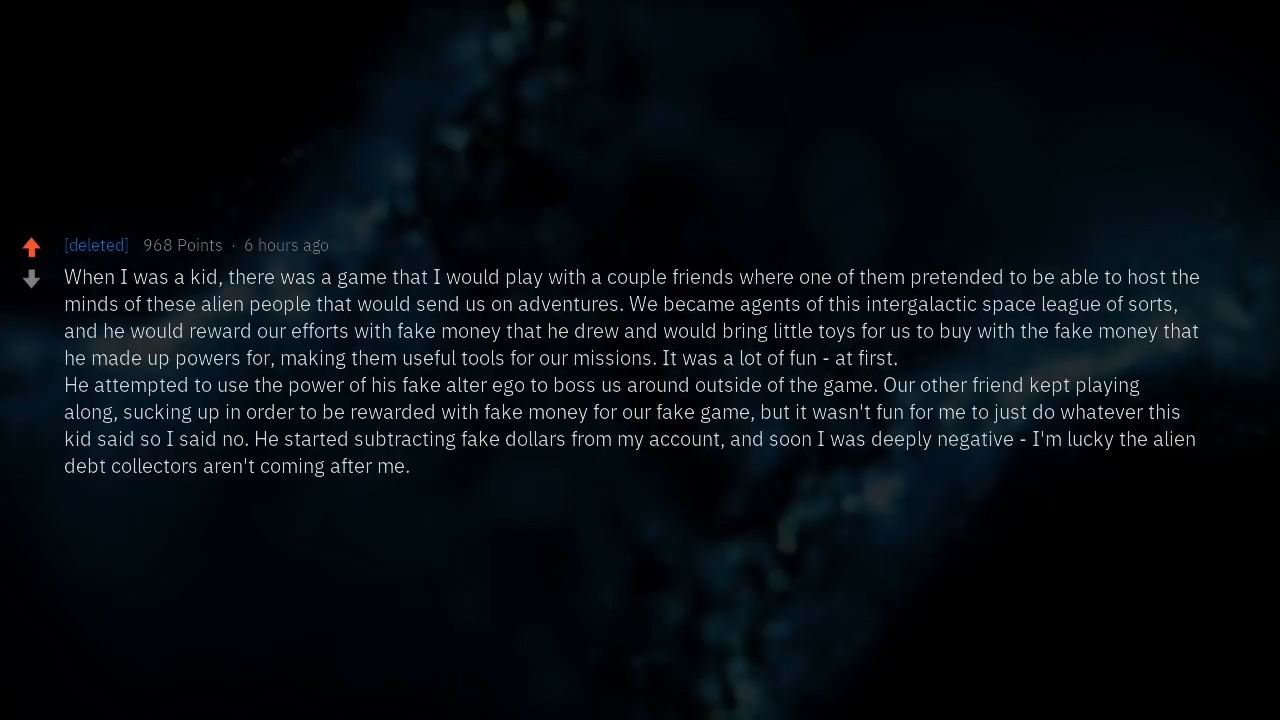 [deleted] 968 Points · 6 hours ago
When I was a kid, there was a game that I would play with a couple friends where one of them pretended to be able to host the
minds of these alien people that would send us on adventures. We became agents of this intergalactic space league of sorts,
and he would reward our efforts with fake money that he drew and would bring little toys for us to buy with the fake money that
he made up powers for, making them useful tools for our missions. It was a lot of fun - at first.
He attempted to use the power of his fake alter ego to boss us around outside of the game. Our other friend kept playing
along, sucking up in order to be rewarded with fake money for our fake game, but it wasn't fun for me to just do whatever this
kid said so I said no. He started subtracting fake dollars from my account, and soon I was deeply negative - I'm lucky the alien
debt collectors aren't coming after me.